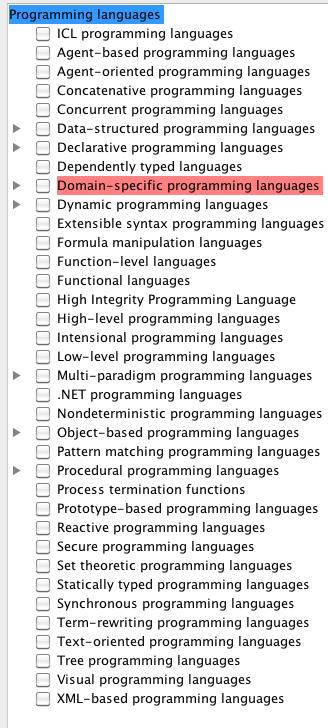 Programming languages
ICL programming languages
Agent-based programming languages
Agent-oriented programming languages
Concatenative programming languages
Concurrent programming languages
Data-structured programming languages
Declarative programming languages
Dependently typed languages
Domain-specific programming languages
Dynamic programming languages
Extensible syntax programming languages
Formula manipulation languages
Function-level languages
Functional languages
High Integrity Programming Language
High-level programming languages
Intensional programming languages
Low-level programming languages
Multi-paradigm programming languages
.NET programming languages
Nondeterministic programming languages
Object-based programming languages
Pattern matching programming languages
Procedural programming languages
Process termination functions
Prototype-based programming languages
Reactive programming languages
Secure programming languages
Set theoretic programming languages
Statically typed programming languages
Synchronous programming languages
Term-rewriting programming languages
Text-oriented programming languages
Tree programming languages
Visual programming languages
XML-based programming languages